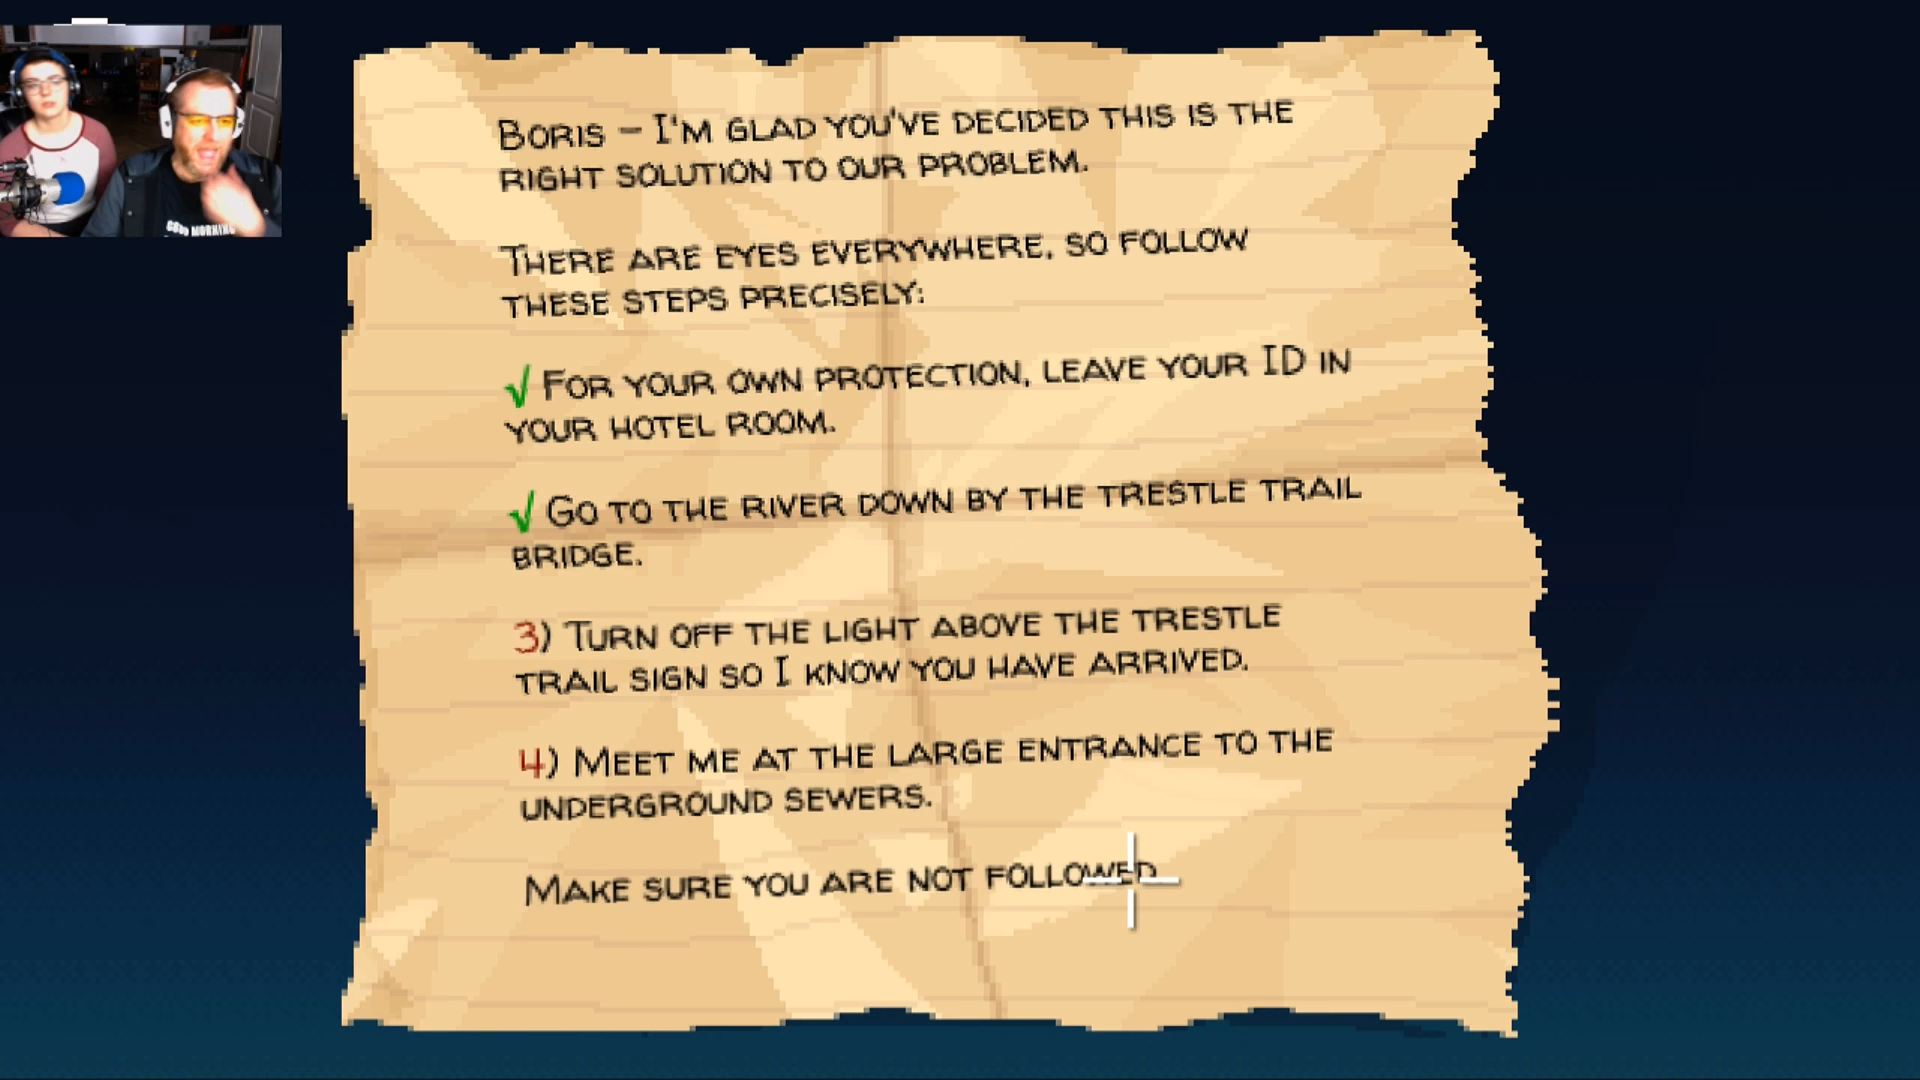 Boris – I'm glad you've decided this is the
right solution to our problem.
There are eyes everywhere, so follow
these steps precisely:
√ For your own protection, leave your ID in
your hotel room.
√ Go to the river down by the trestle trail
bridge.
3) Turn off the light above the trestle
trail sign so I know you have arrived.
4) Meet me at the large entrance to the
underground sewers.
Make sure you are not followed
GOOD MORNING